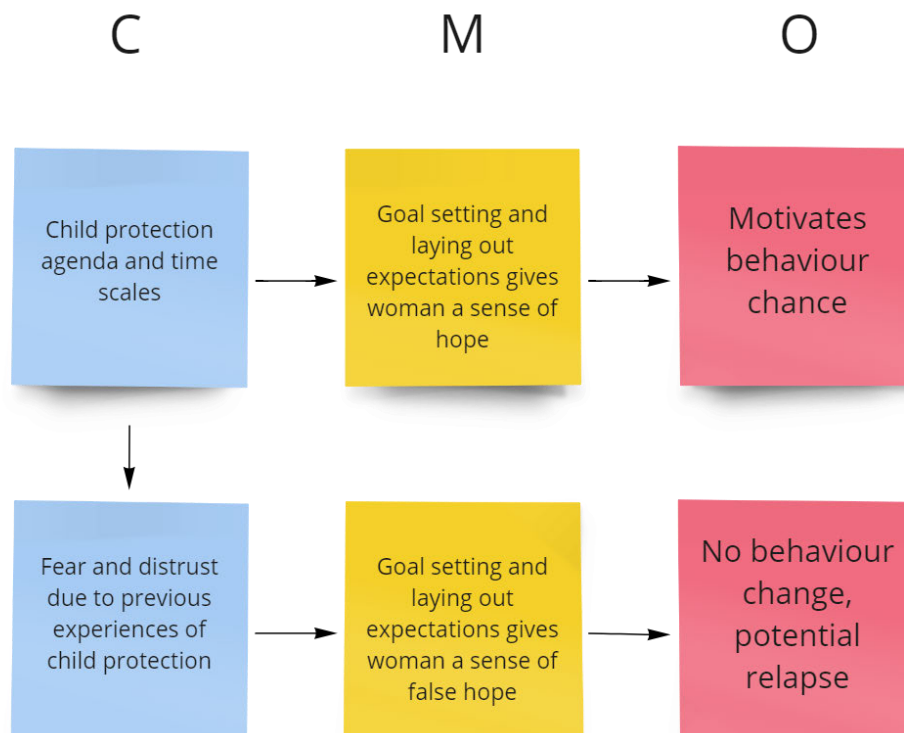 C
M
O
Child protection
agenda and time
scales
Goal setting and
laying out
expectations gives
woman a sense of
hope
Motivates
behaviour
chance
Fear and distrust
due to previous
experiences of
child protection
Goal setting and
laying out
expectations gives
woman a sense of
false hope
No behaviour
change,
potential
relapse